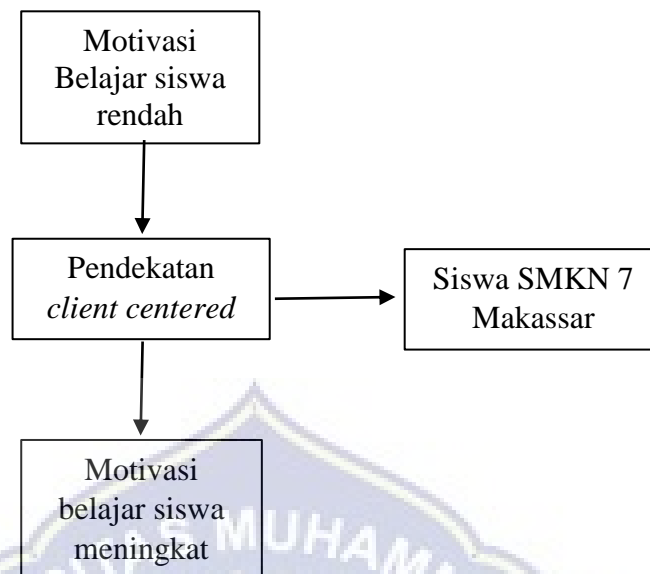 Motivasi
Belajar siswa
rendah
Pendekatan
client centered
Siswa SMKN 7
Makassar
Motivasi
belajar siswa
meningkat